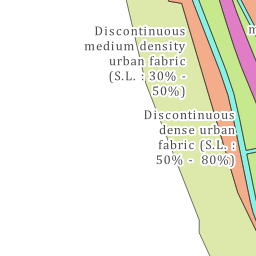 Discontinuous
medium density
urban fabric
(S.L. : 30% -
50%)
Discontinuous
dense urban
fabric (S.L. :
50% - 80%)